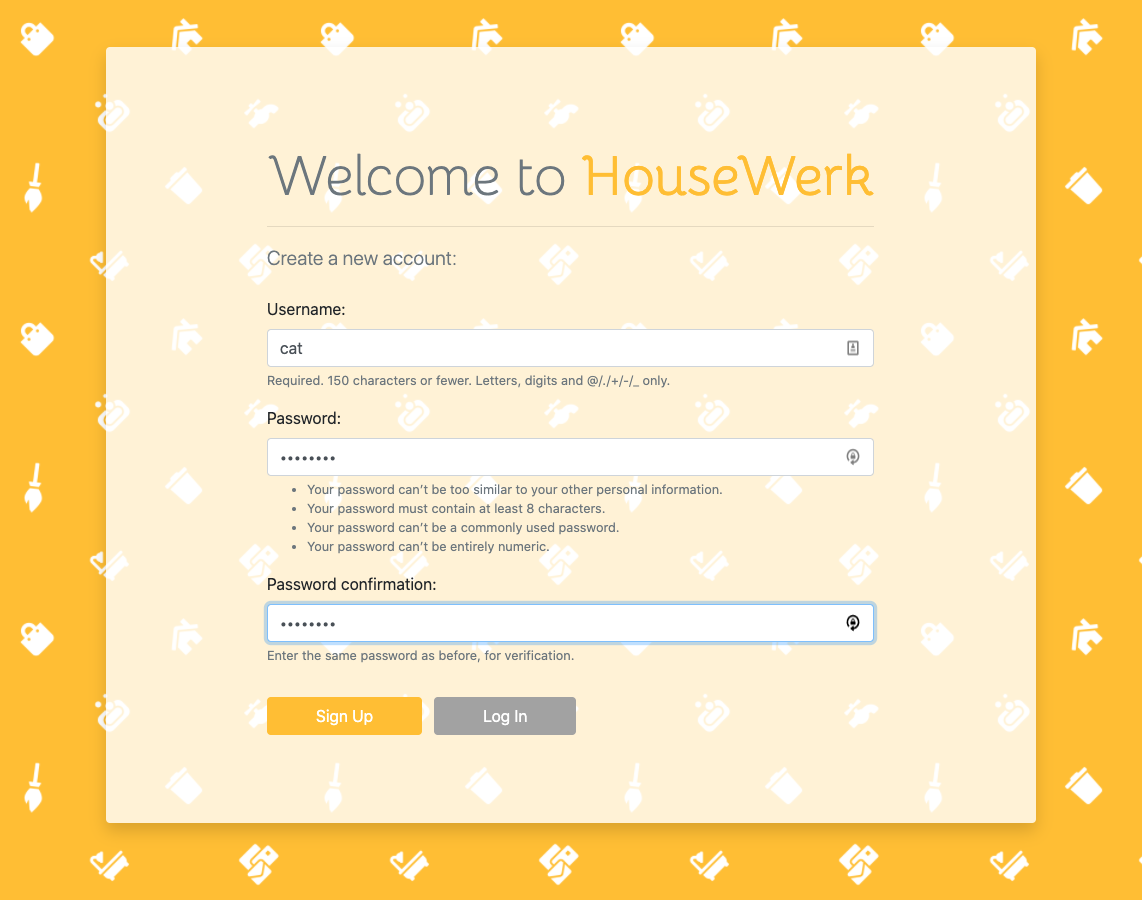 Welcome to HouseWerk
Create a new account:
Username:
cat
Required. 150 characters or fewer. Letters, digits and @/./+/-/_ only.
Password:
••••••••
• Your password can’t be too similar to your other personal information.
• Your password must contain at least 8 characters.
• Your password can’t be a commonly used password.
• Your password can’t be entirely numeric.
Password confirmation:
••••••••
Enter the same password as before, for verification.
Sign Up Log In